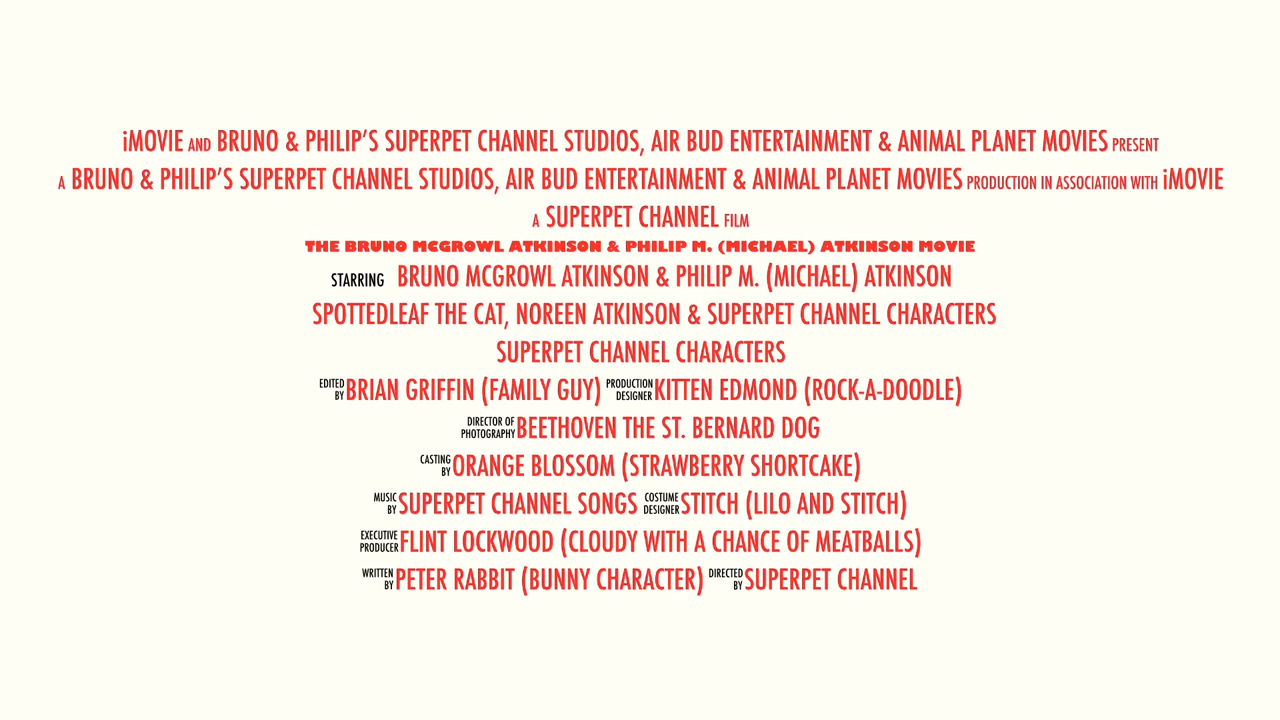 iMOVIE AND BRUNO & PHILIP'S SUPERPET CHANNEL STUDIOS, AIR BUD ENTERTAINMENT & ANIMAL PLANET MOVIES PRESENT
A BRUNO & PHILIP'S SUPERPET CHANNEL STUDIOS, AIR BUD ENTERTAINMENT & ANIMAL PLANET MOVIES PRODUCTION IN ASSOCIATION WITH iMOVIE
A SUPERPET CHANNEL FILM
THE BRUNO MCGROWL ATKINSON & PHILIP M. (MICHAEL) ATKINSON MOVIE
STARRING BRUNO MCGROWL ATKINSON & PHILIP M. (MICHAEL) ATKINSON
SPOTTEDLEAF THE CAT, NOREEN ATKINSON & SUPERPET CHANNEL CHARACTERS
SUPERPET CHANNEL CHARACTERS
EDITED BY BRIAN GRIFFIN (FAMILY GUY) PRODUCTION DESIGNER KITTEN EDMOND (ROCK-A-DOODLE)
DIRECTOR OF PHOTOGRAPHY BEETHOVEN THE ST. BERNARD DOG
CASTING BY ORANGE BLOSSOM (STRAWBERRY SHORTCAKE)
MUSIC BY SUPERPET CHANNEL SONGS COSTUME DESIGNER STITCH (LILO AND STITCH)
EXECUTIVE PRODUCER FLINT LOCKWOOD (CLOUDY WITH A CHANCE OF MEATBALLS)
WRITTEN BY PETER RABBIT (BUNNY CHARACTER) DIRECTED BY SUPERPET CHANNEL